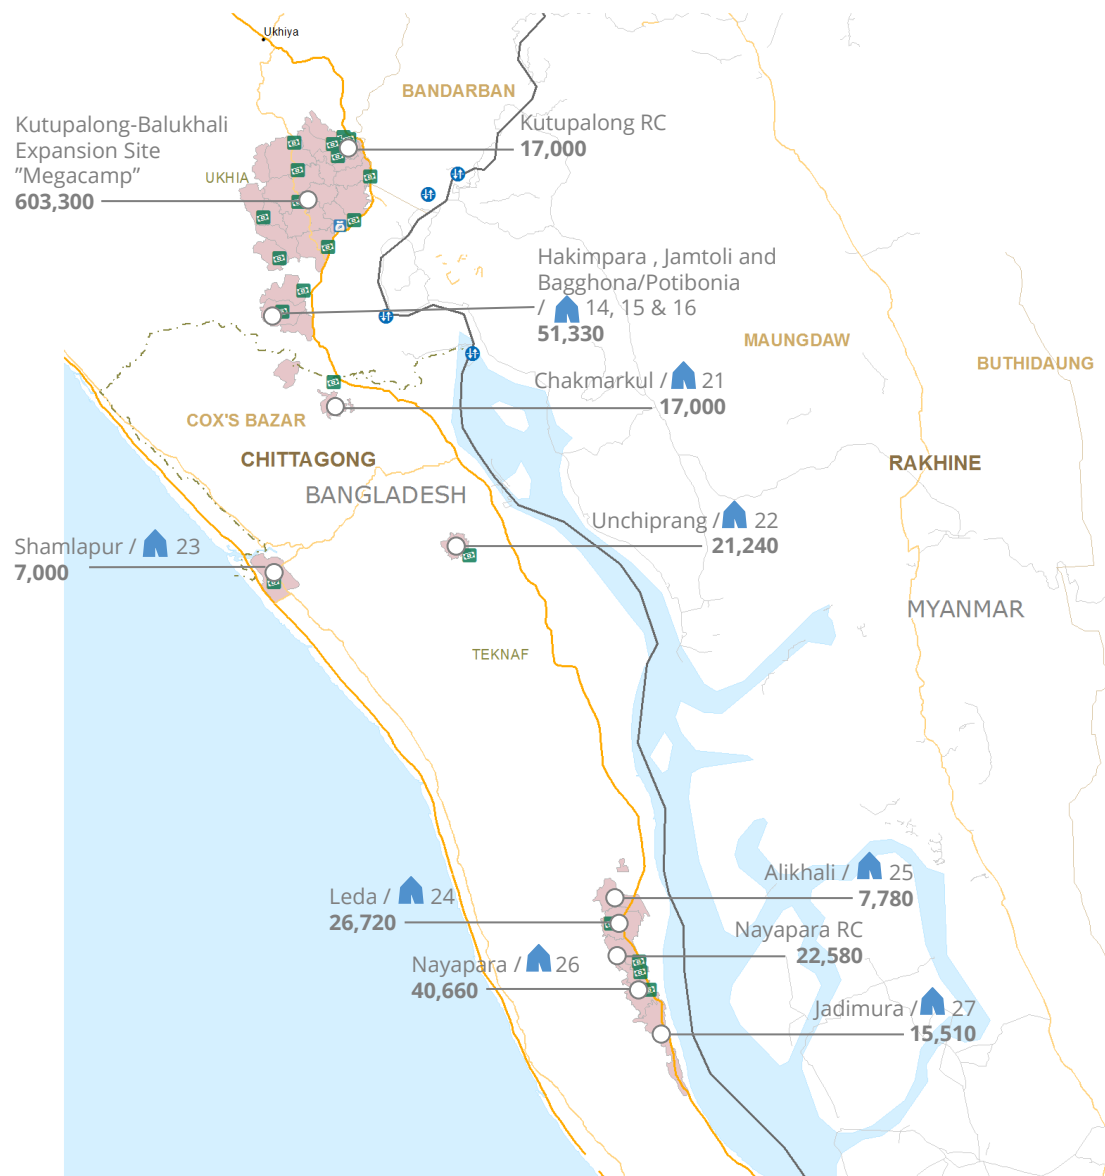 Ukhiya
BANDARBAN
Kutupalong-Balukhali
Expansion Site
”Megacamp”
603,300
Kutupalong RC
17,000
UKHIA
Hakimpara , Jamtoli and
Bagghona/Potibonia
/ 14, 15 & 16
51,330
MAUNGDAW
BUTHIDAUNG
Chakmarkul / 21
17,000
COX'S BAZAR
CHITTAGONG
RAKHINE
BANGLADESH
Unchiprang / 22
21,240
Shamlapur / 23
7,000
MYANMAR
TEKNAF
Alikhali / 25
7,780
Leda / 24
26,720
Nayapara RC
22,580
Nayapara / 26
40,660
Jadimura / 27
15,510